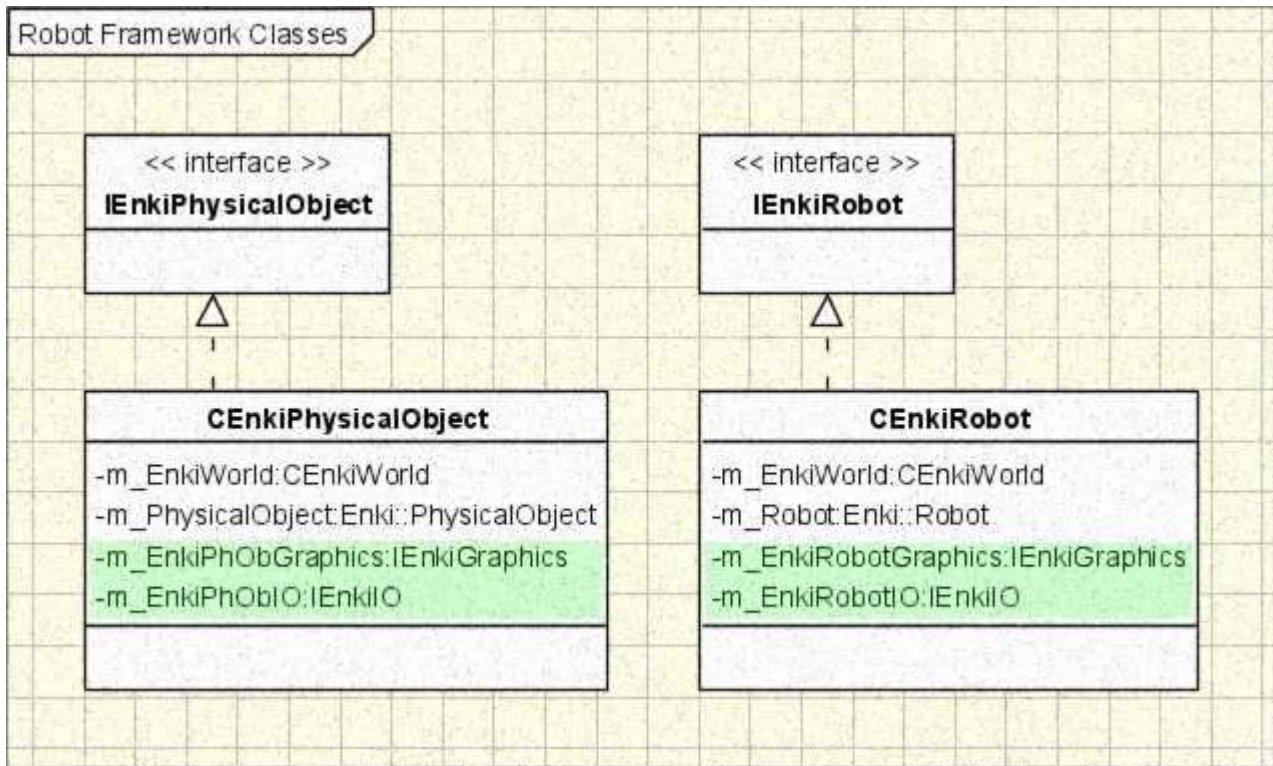 Robot Framework Classes
<< interface >>
IEnkiPhysicalObject
<< interface >>
IEnkiRobot
CEnkiPhysicalObject
-m_EnkiWorld:CEnkiWorld
-m_PhysicalObject:Enki::PhysicalObject
-m_EnkiPhObGraphics:IEnkiGraphics
-m_EnkiPhObIO:IEnkiIO
CEnkiRobot
-m_EnkiWorld:CEnkiWorld
-m_Robot:Enki::Robot
-m_EnkiRobotGraphics:IEnkiGraphics
-m_EnkiRobotIO:IEnkiIO